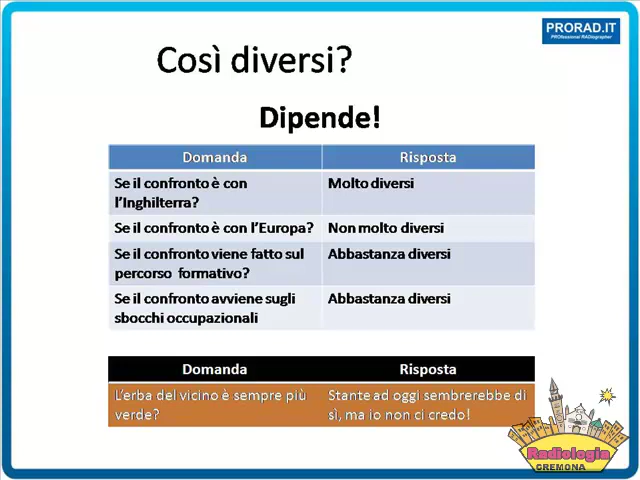 PRORAD.IT
PROfessional RADiographer
Così diversi?
Dipende!
Domanda Risposta
Se il confronto è con Molto diversi
l'Inghilterra?
Se il confronto è con l'Europa? Non molto diversi
Se il confronto viene fatto sul Abbastanza diversi
percorso formativo?
Se il confronto avviene sugli Abbastanza diversi
sbocchi occupazionali
Domanda Risposta
L'erba del vicino è sempre più Stante ad oggi sembrerebbe di
verde? sì, ma io non ci credo!
Radiologia
CREMONA